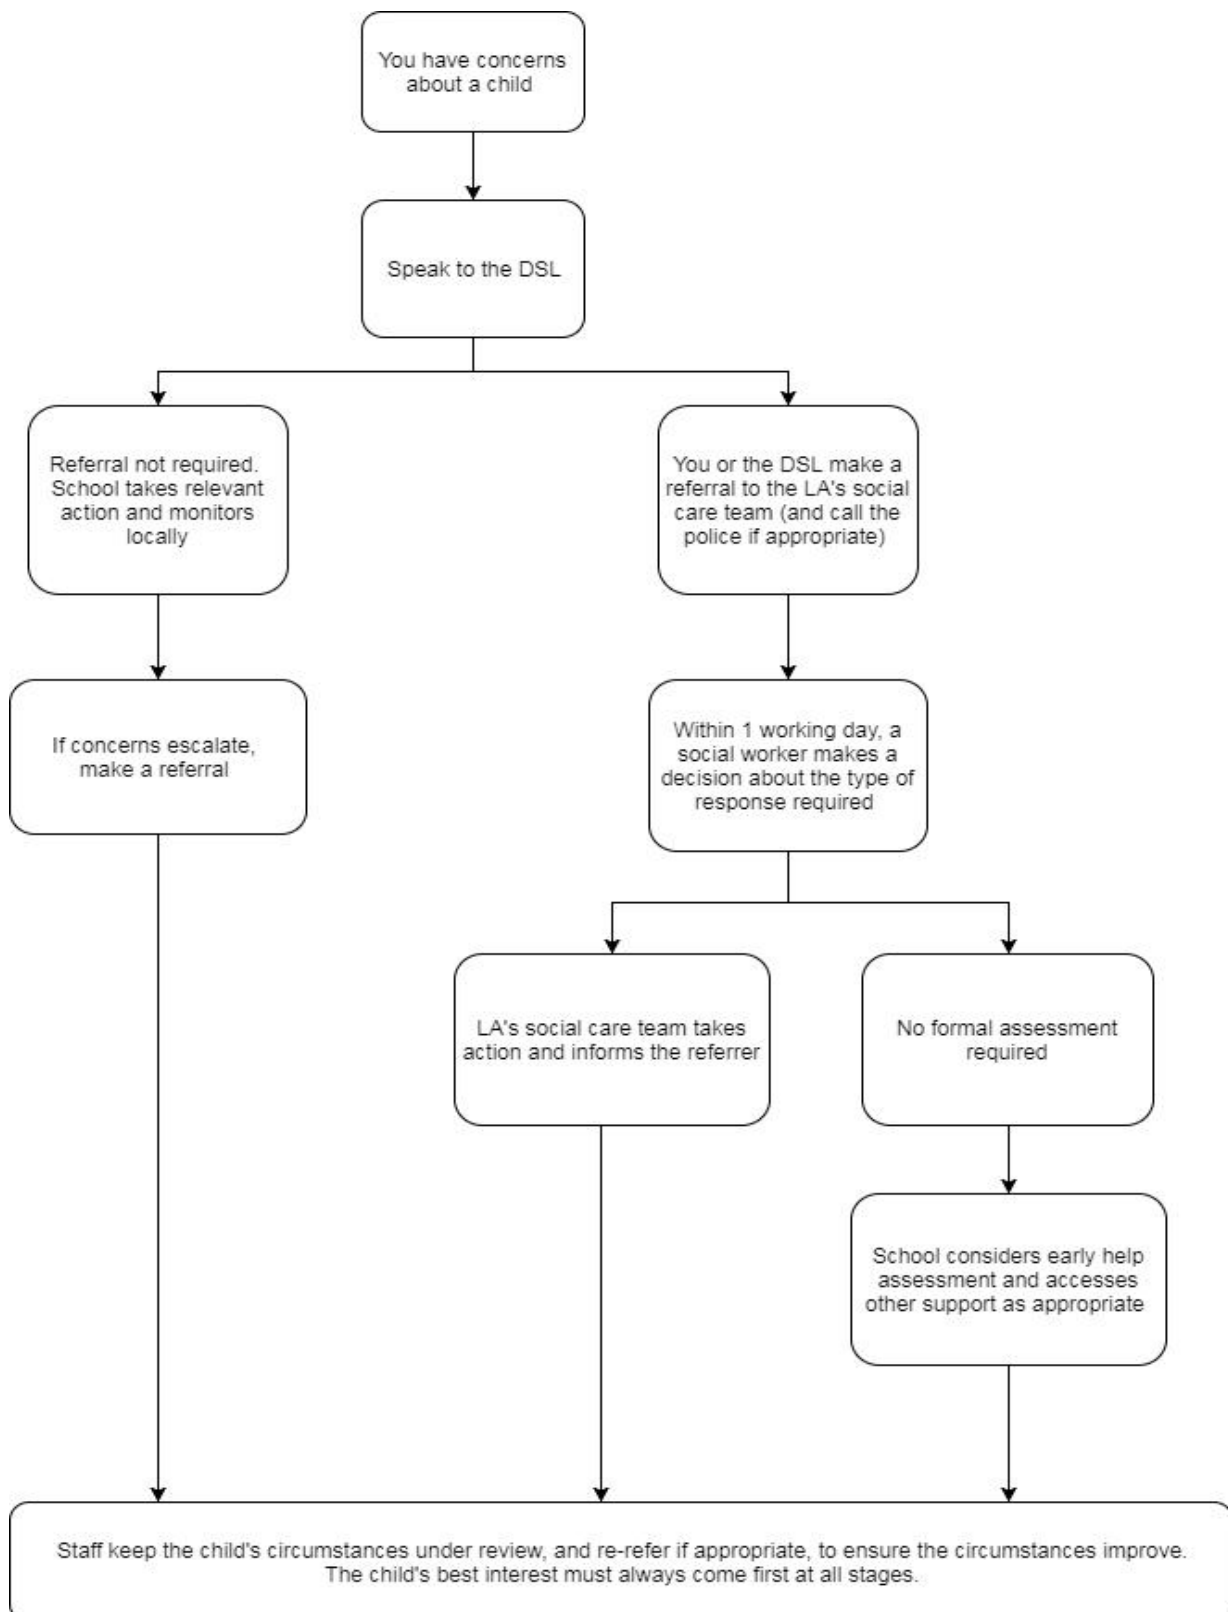 You have concerns
about a child
Speak to the DSL
Referral not required.
School takes relevant
action and monitors
locally
You or the DSL make a
referral to the LA's social
care team (and call the
police if appropriate)
If concerns escalate,
make a referral
Within 1 working day, a
social worker makes a
decision about the type of
response required
LA's social care team takes
action and informs the referrer
No formal assessment
required
School considers early help
assessment and accesses
other support as appropriate
Staff keep the child's circumstances under review, and re-refer if appropriate, to ensure the circumstances improve.
The child's best interest must always come first at all stages.